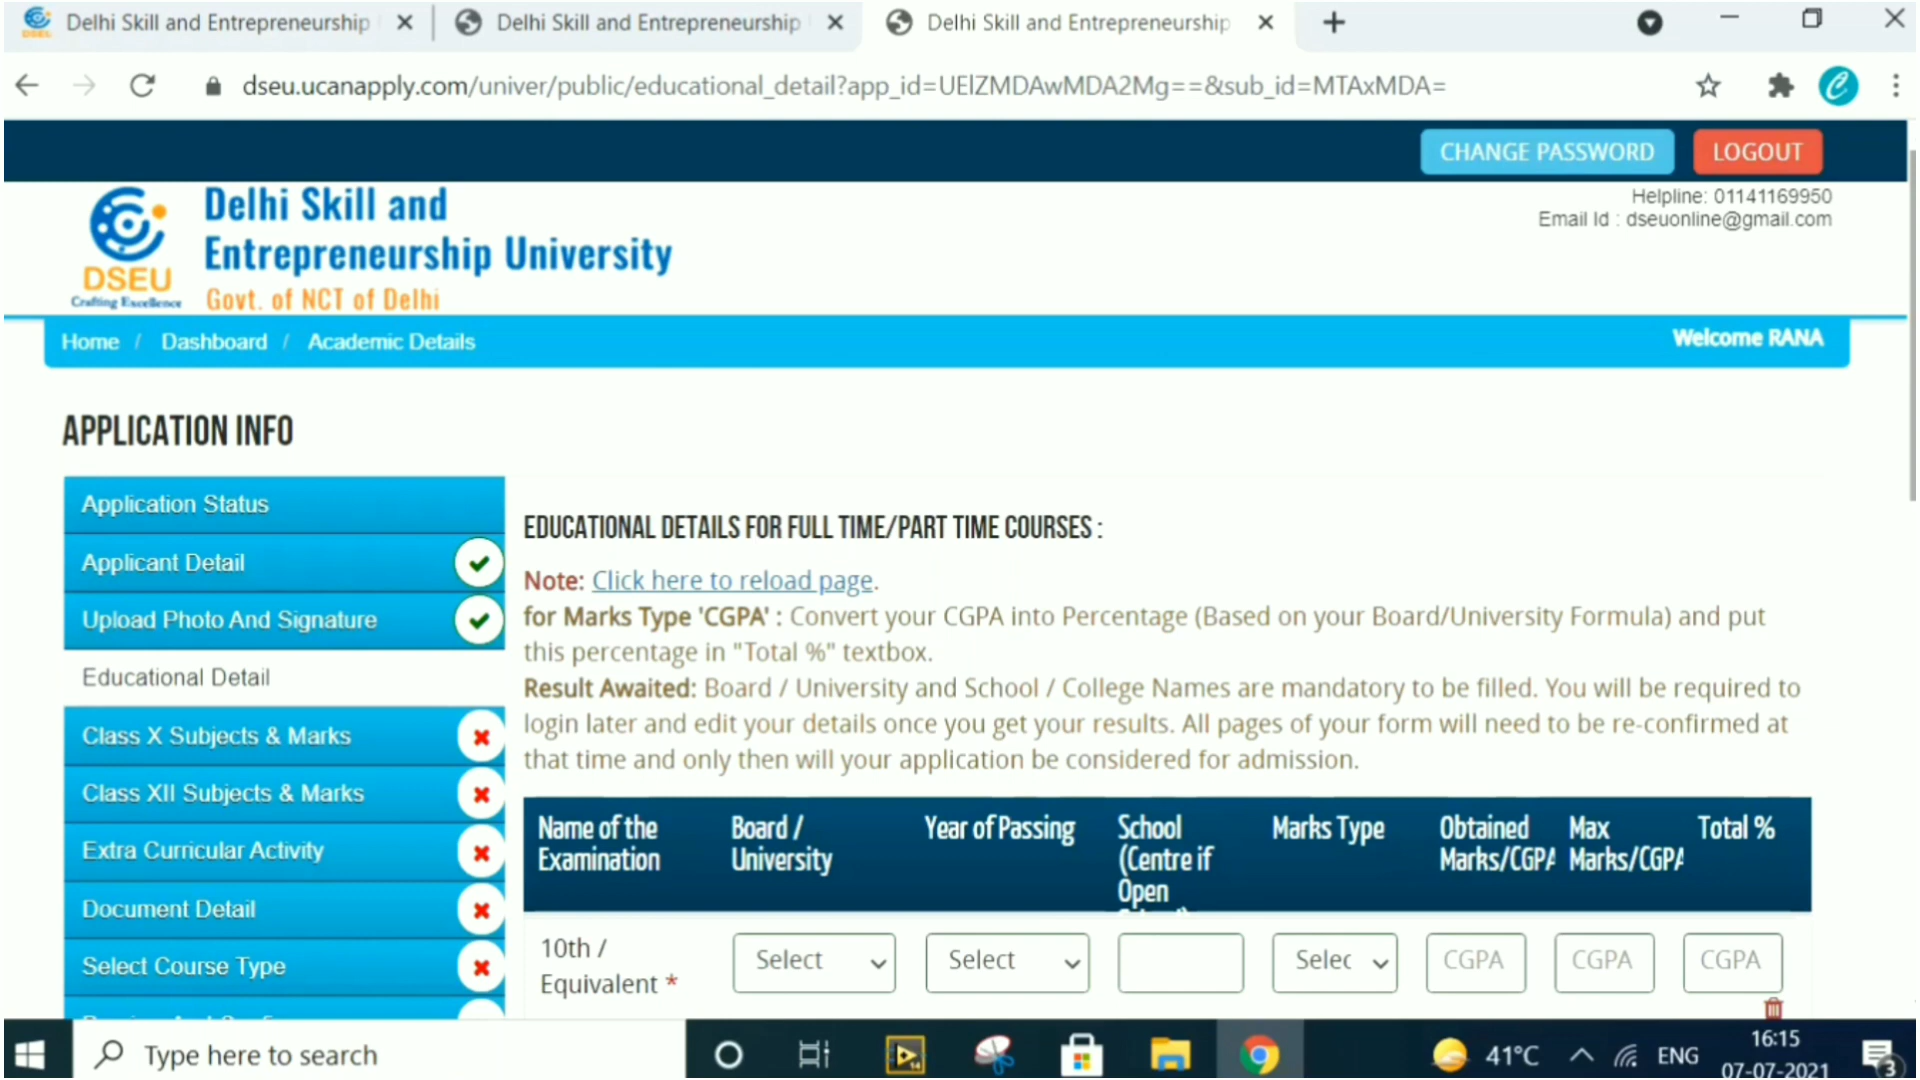 Delhi Skill and Entrepreneurship
Delhi Skill and Entrepreneurship
Delhi Skill and Entrepreneurship
dseu.ucanapply.com/univer/public/educational_detail?app_id=UElZMDAwMDA2Mg==&sub_id=MTAxMDA=
CHANGE PASSWORD
LOGOUT
Helpline: 01141169950
Email Id : dseuonline@gmail.com
DSEU
Crafting Excellence
Delhi Skill and
Entrepreneurship University
Govt. of NCT of Delhi
Home / Dashboard / Academic Details
Welcome RANA
APPLICATION INFO
Application Status
Applicant Detail
Upload Photo And Signature
Educational Detail
Class X Subjects & Marks
Class XII Subjects & Marks
Extra Curricular Activity
Document Detail
Select Course Type
EDUCATIONAL DETAILS FOR FULL TIME/PART TIME COURSES :
Note: Click here to reload page.
for Marks Type 'CGPA' : Convert your CGPA into Percentage (Based on your Board/University Formula) and put
this percentage in "Total %" textbox.
Result Awaited: Board / University and School / College Names are mandatory to be filled. You will be required to
login later and edit your details once you get your results. All pages of your form will need to be re-confirmed at
that time and only then will your application be considered for admission.
Name of the
Examination
Board /
University
Year of Passing
School
(Centre if
Open
Marks Type
Obtained
Marks/CGPA
Max
Marks/CGPA
Total %
10th /
Equivalent *
Select
Select
Selec
CGPA
CGPA
CGPA
Type here to search
41°C
ENG
16:15
07-07-2021
3